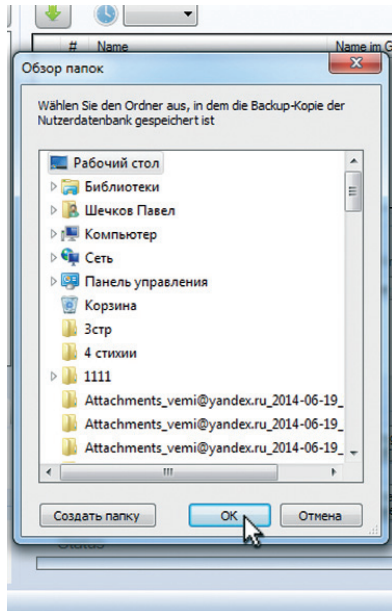 # Name Name im G
Обзор папок
Wählen Sie den Ordner aus, in dem die Backup-Kopie der
Nutzerdatenbank gespeichert ist
Рабочий стол
Библиотеки
Шечков Павел
Компьютер
Сеть
Панель управления
Корзина
3стр
4 стихии
1111
Attachments_vemi@yandex.ru_2014-06-19_
Attachments_vemi@yandex.ru_2014-06-19_
Attachments_vemi@yandex.ru_2014-06-19_
Создать папку OK Отмена
Status